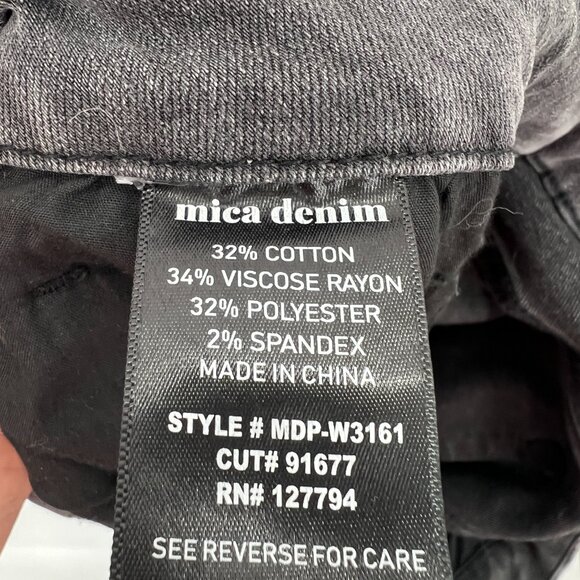 mica denim
32% COTTON
34% VISCOSE RAYON
32% POLYESTER
2% SPANDEX
MADE IN CHINA
STYLE # MDP-W3161
CUT# 91677
RN# 127794
SEE REVERSE FOR CARE